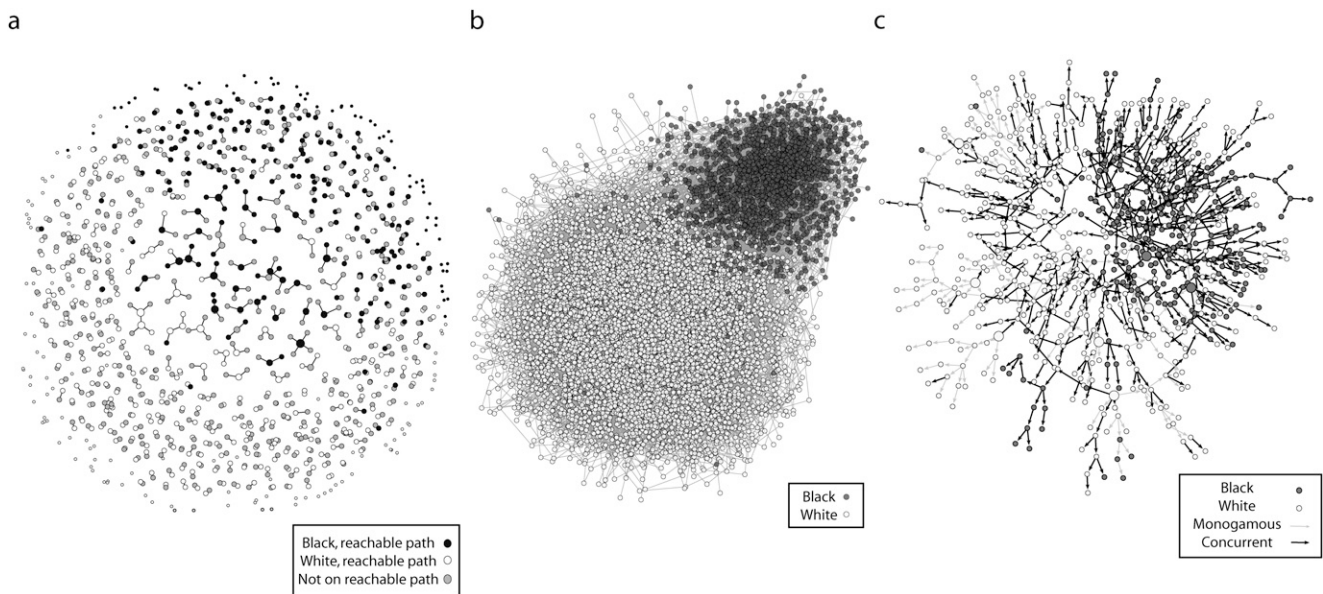 a
b
c
Black, reachable path
White, reachable path
Not on reachable path
Black
White
Black
White
Monogamous
Concurrent